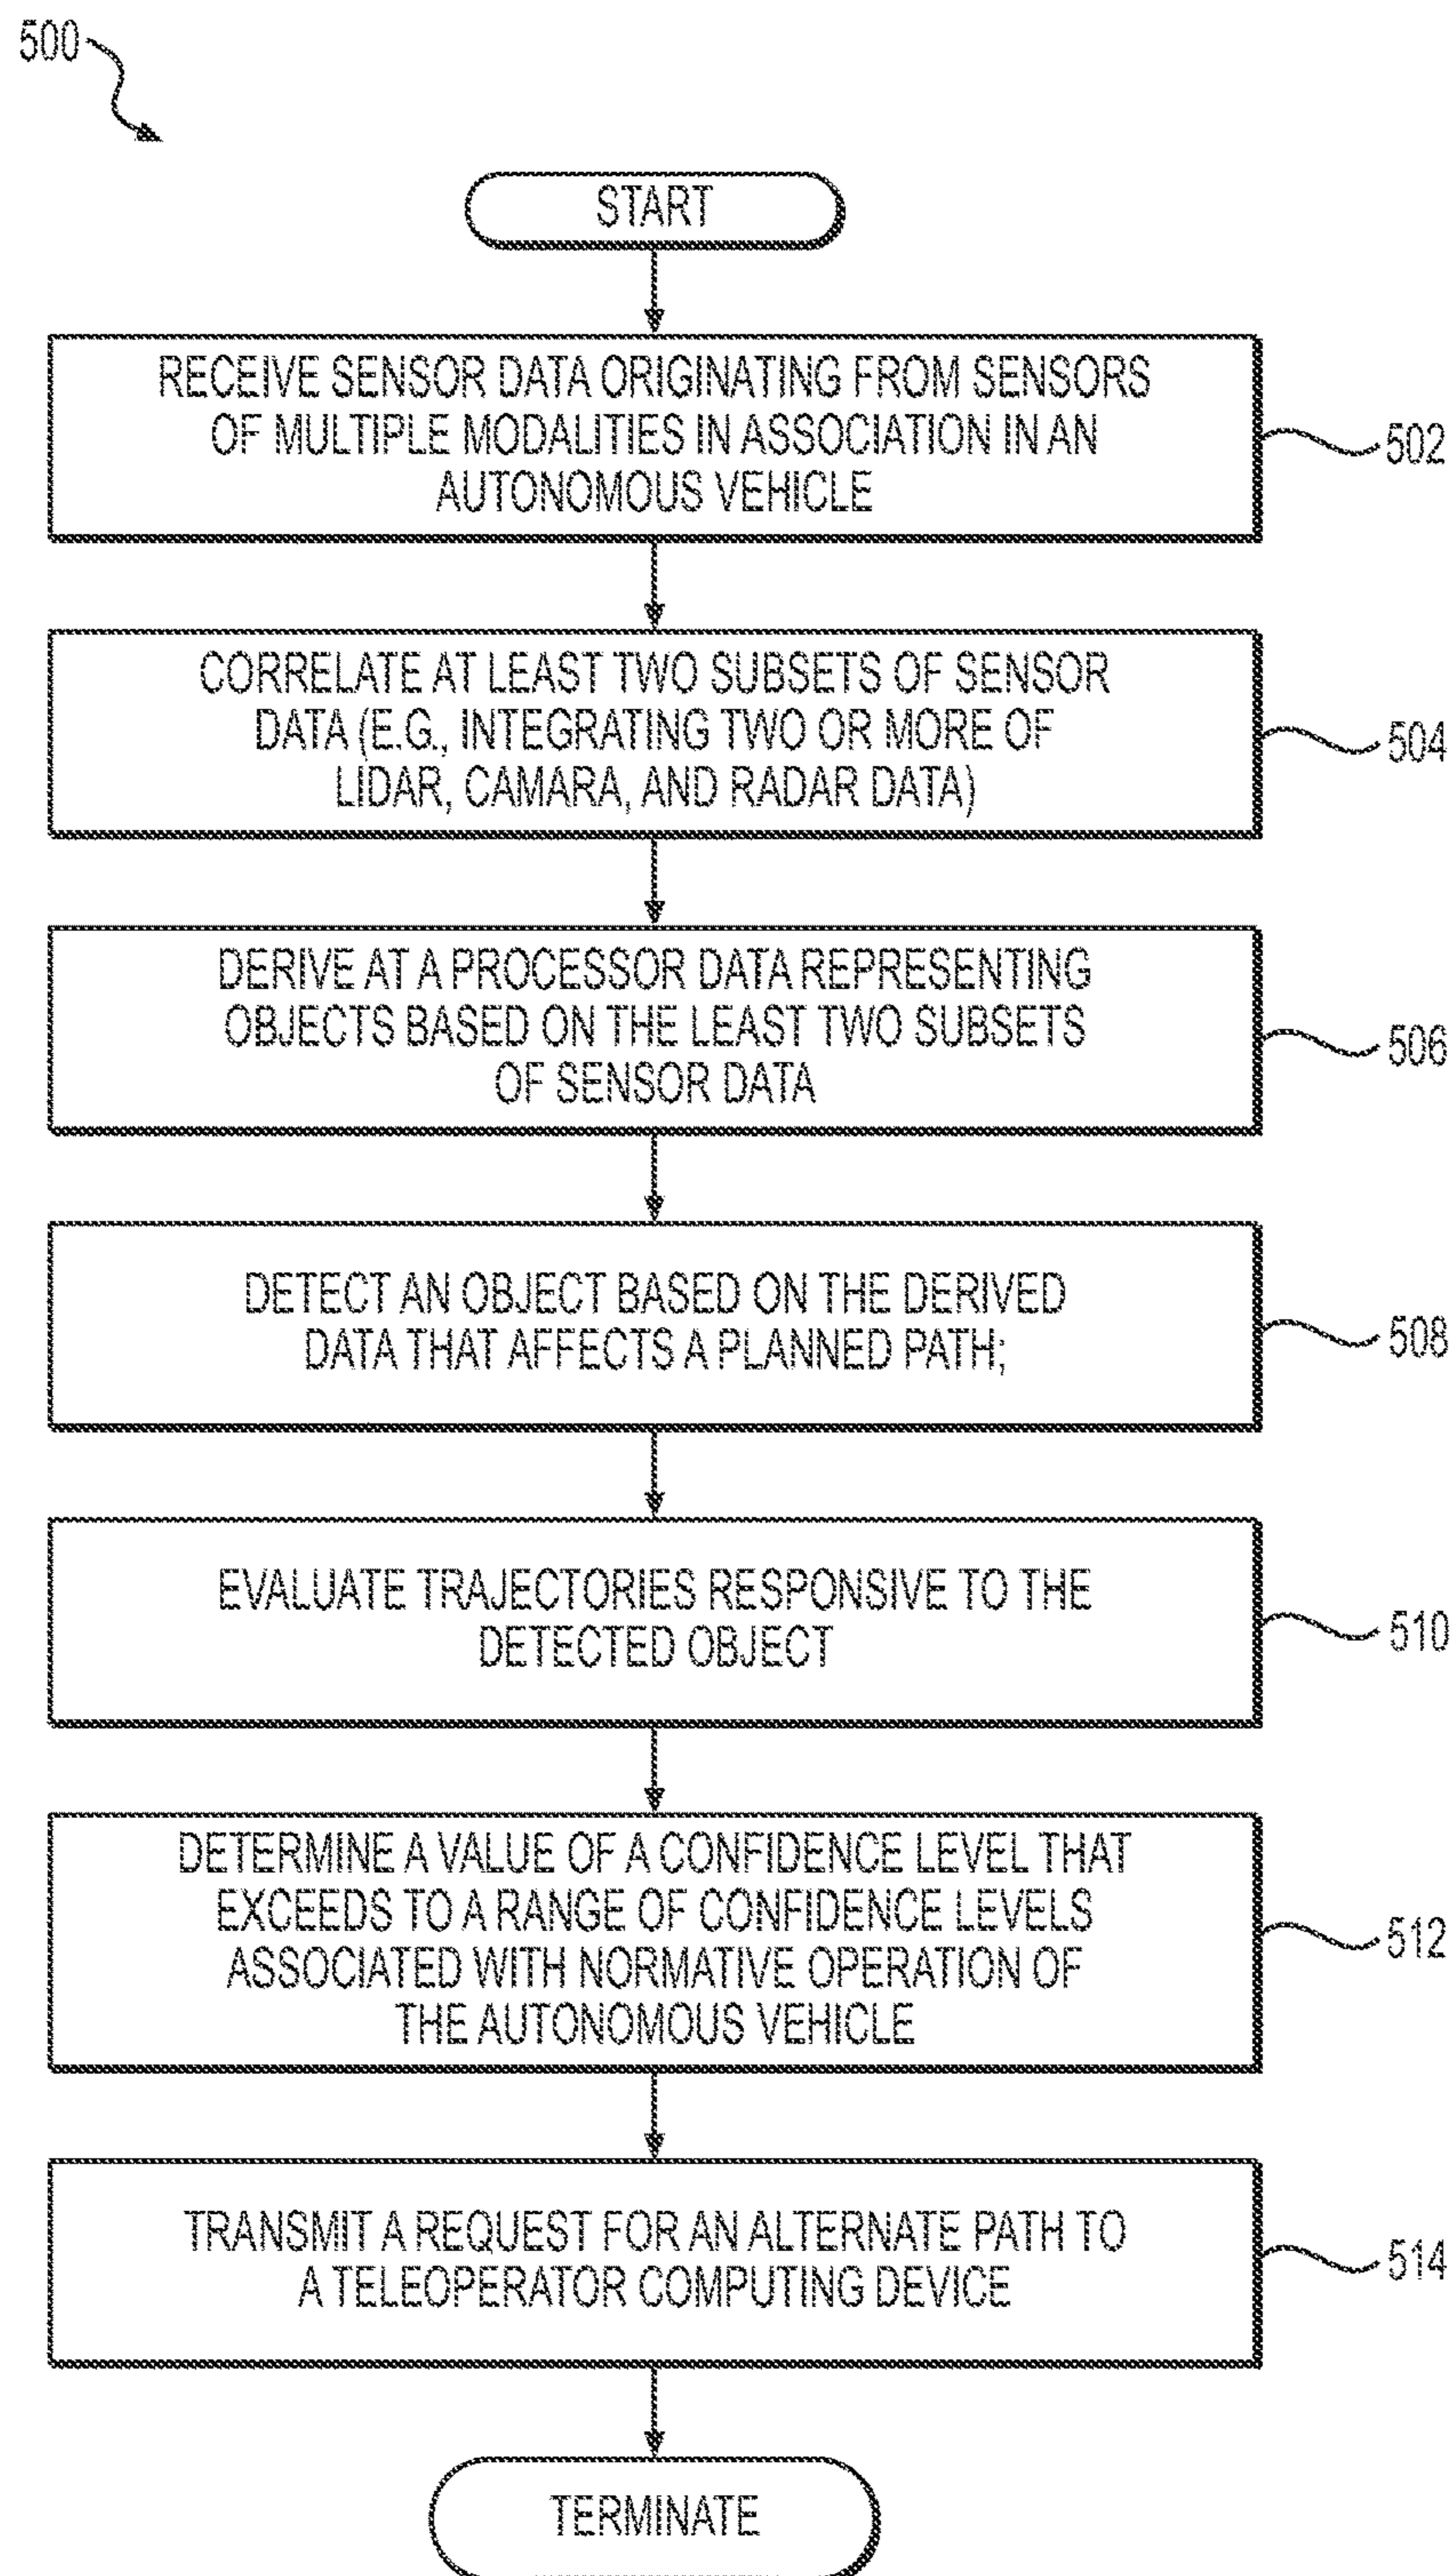 500
START
RECEIVE SENSOR DATA ORIGINATING FROM SENSORS
OF MULTIPLE MODALITIES IN ASSOCIATION IN AN
AUTONOMOUS VEHICLE
502
CORRELATE AT LEAST TWO SUBSETS OF SENSOR
DATA (E.G., INTEGRATING TWO OR MORE OF
LIDAR, CAMARA, AND RADAR DATA)
504
DERIVE AT A PROCESSOR DATA REPRESENTING
OBJECTS BASED ON THE LEAST TWO SUBSETS
OF SENSOR DATA
506
DETECT AN OBJECT BASED ON THE DERIVED
DATA THAT AFFECTS A PLANNED PATH;
508
EVALUATE TRAJECTORIES RESPONSIVE TO THE
DETECTED OBJECT
510
DETERMINE A VALUE OF A CONFIDENCE LEVEL THAT
EXCEEDS TO A RANGE OF CONFIDENCE LEVELS
ASSOCIATED WITH NORMATIVE OPERATION OF
THE AUTONOMOUS VEHICLE
512
TRANSMIT A REQUEST FOR AN ALTERNATE PATH TO
A TELEOPERATOR COMPUTING DEVICE
514
TERMINATE